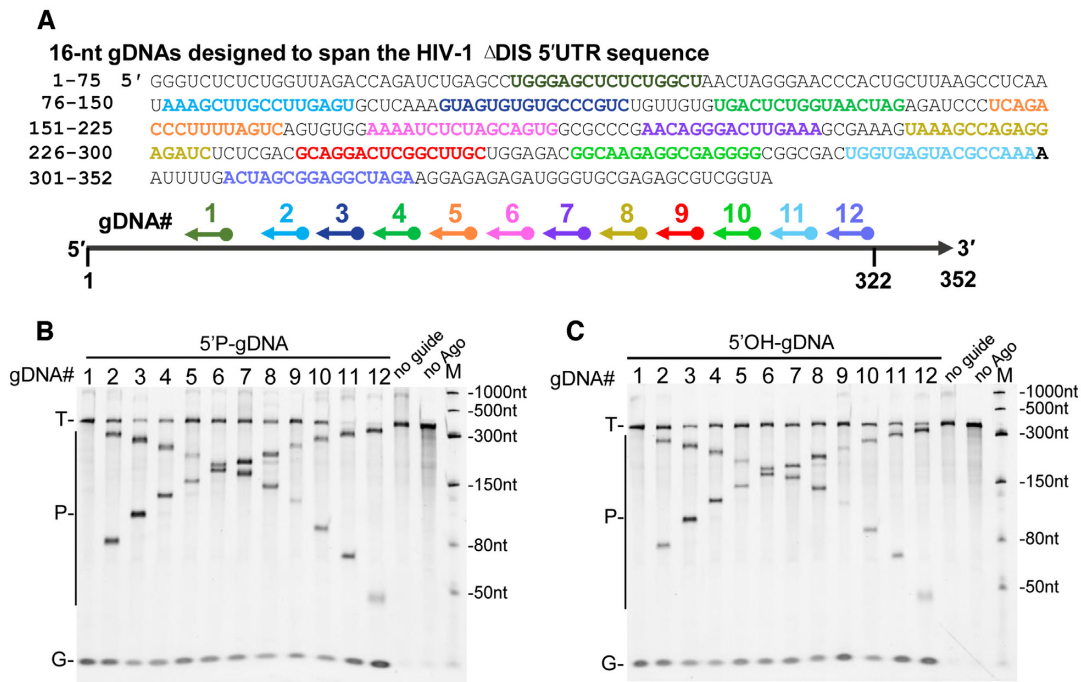 A
16-nt gDNAs designed to span the HIV-1 ΔDIS 5′UTR sequence
1-75 5′ GGGUCUCUCUGGUUAGACCAGAUCUGAGCCUGGGAGCUCUCUGGCUAACUAGGGAACCCACUGCUUAAGCCUCAA
76-150 UAAAGCUUGCCUUGAGUGCUCAAAGUAGUGUGUGCCCGUCUGUUGUGUGACUCUGGUAACUAGAGAUCCCUCAGA
151-225 CCCUUUUAGUCAGUGUGGAAAAUCUCUAGCAGUGGCGCCCGAACAGGGACUUGAAAGCGAAAGUAAAGCCAGAGG
226-300 AGAUCUCUCGACGCAGGACUCGGCUUGCUGGAGACGGCAAGAGGCGAGGGGCGGCGACUGGUGAGUACGCCAAAA
301-352 AUUUUGACUAGCGGAGGCUAGAAGGAGAGAGAUGGGUGCGAGAGCGUCGGUA
gDNA# 1 2 3 4 5 6 7 8 9 10 11 12
5′ 3′
1 322 352
B
5′P-gDNA no guide no Ago
gDNA# 1 2 3 4 5 6 7 8 9 10 11 12 M
-1000nt
-500nt
T-
-300nt
-150nt
P-
-80nt
-50nt
G-
C
5′OH-gDNA no guide no Ago
gDNA# 1 2 3 4 5 6 7 8 9 10 11 12 M
-1000nt
-500nt
T-
-300nt
-150nt
P-
-80nt
-50nt
G-